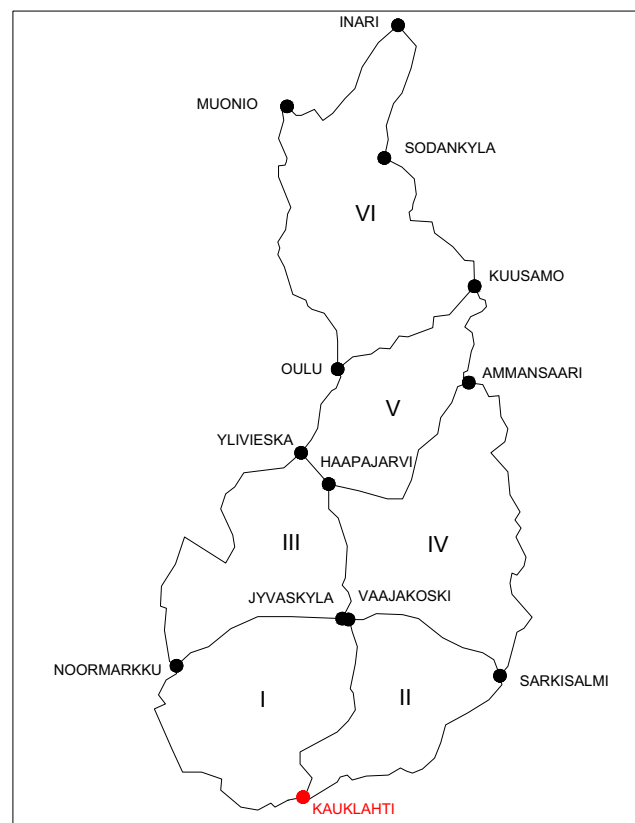 INARI
MUONIO
SODANKYLA
VI
KUUSAMO
OULU
AMMANSAARI
V
YLIVIESKA
HAAPAJARVI
III
IV
JYVASKYLA
VAAJAKOSKI
NOORMARKKU
SARKISALMI
I
II
KAUKLAHTI